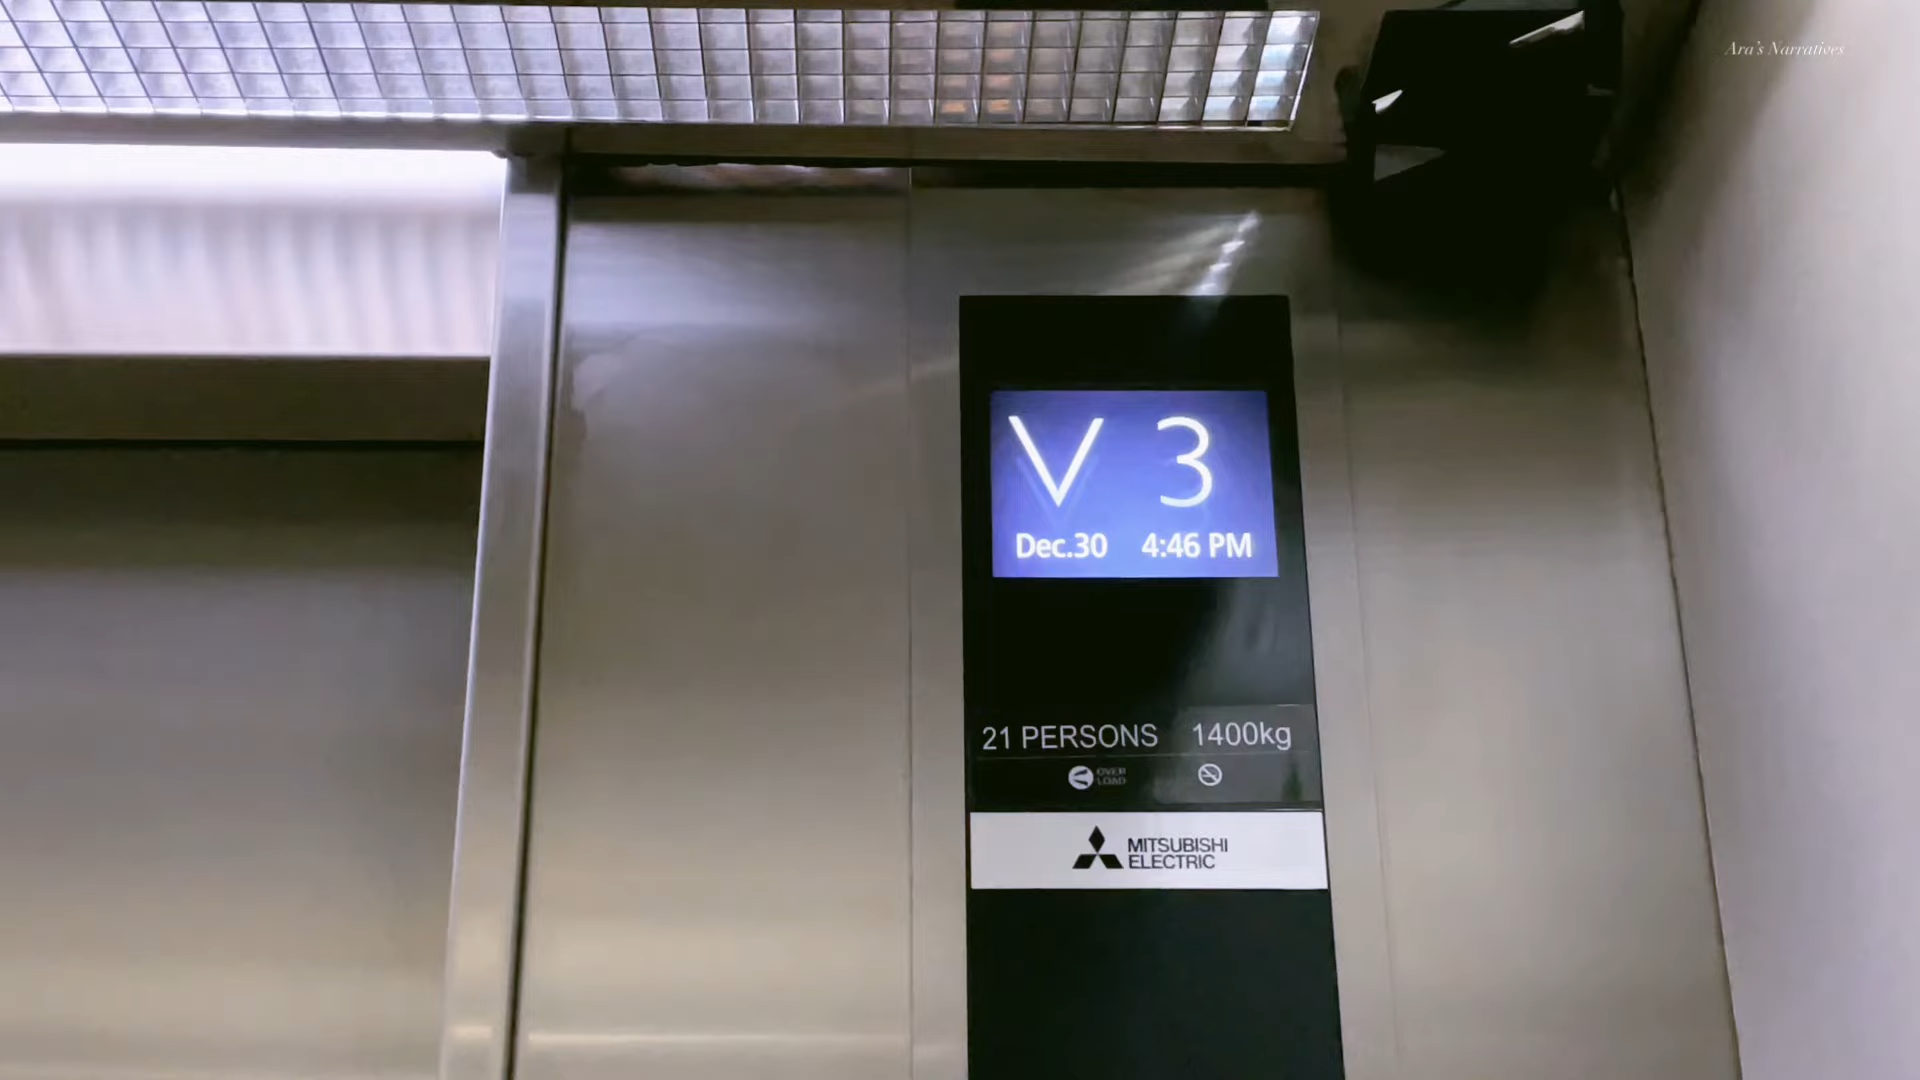 Ara's Narratives
V 3
Dec.30 4:46 PM
21 PERSONS 1400kg
OVER
LOAD
MITSUBISHI
ELECTRIC